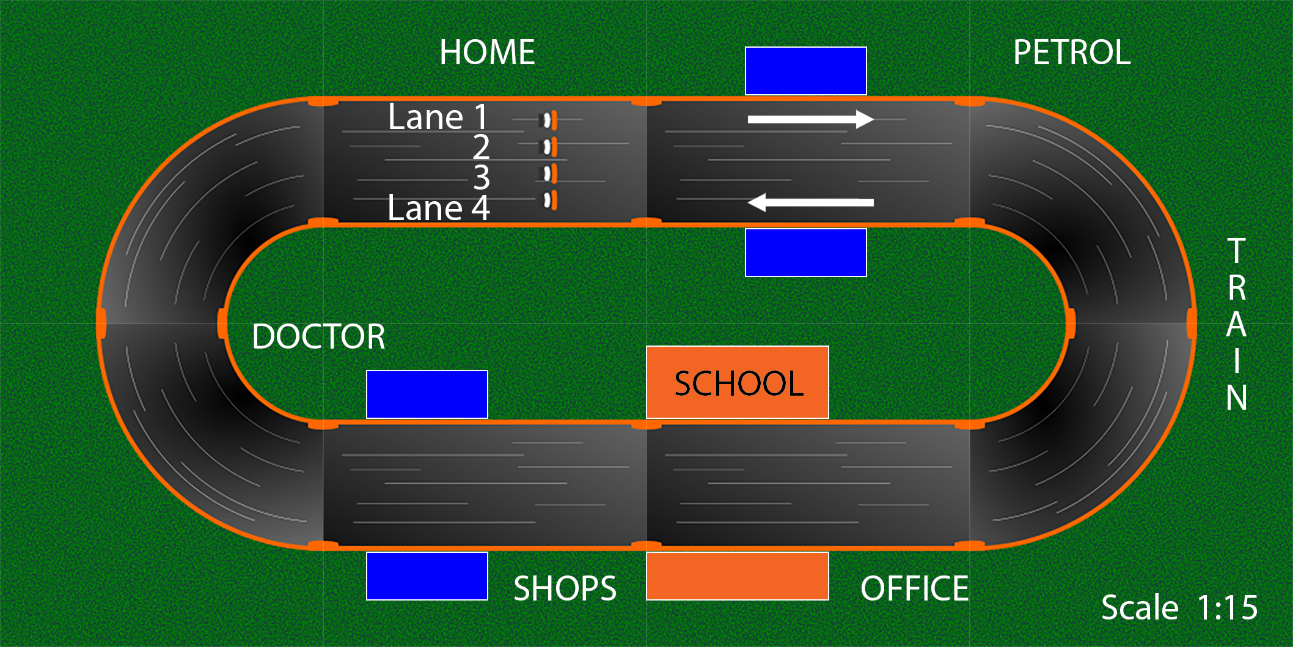 HOME
PETROL
Lane 1
2
3
Lane 4
TRAIN
DOCTOR
SCHOOL
SHOPS
OFFICE
Scale 1:15